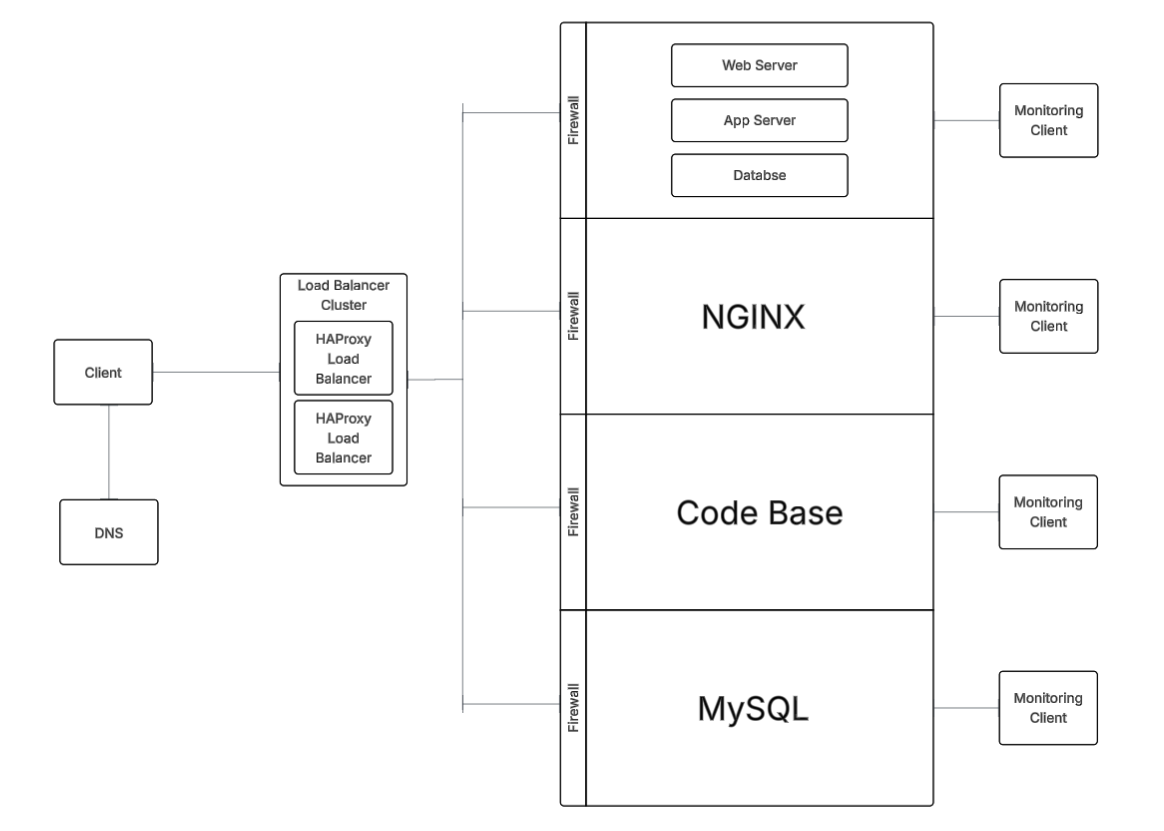 Web Server
App Server
Databse
Firewall
Monitoring
Client
NGINX
Firewall
Monitoring
Client
Load Balancer
Cluster
HAProxy
Load
Balancer
HAProxy
Load
Balancer
Client
DNS
Code Base
Firewall
Monitoring
Client
MySQL
Firewall
Monitoring
Client